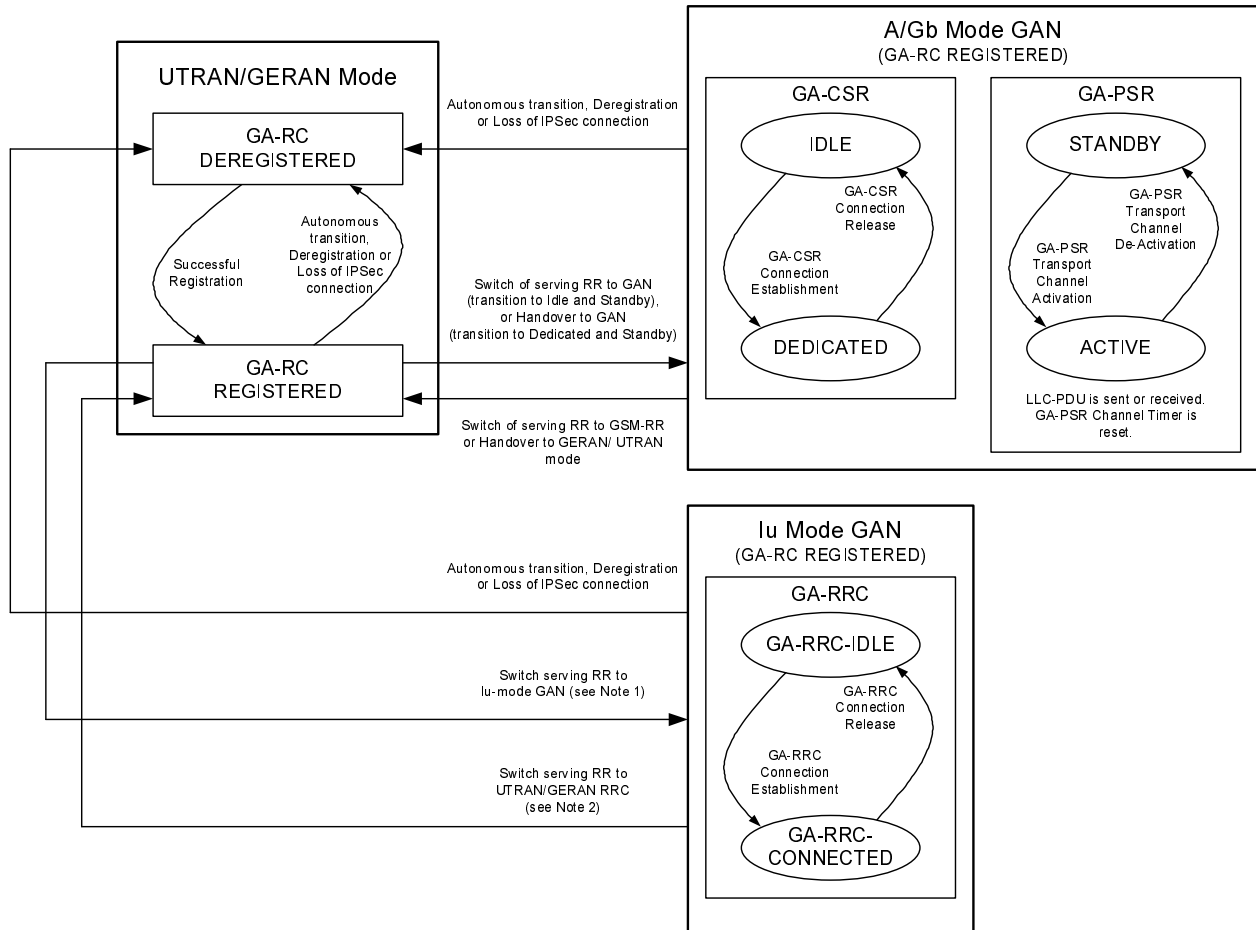 UTRAN/GERAN Mode
GA-RC
DEREGISTERED
Successful
Registration
Autonomous
transition,
Deregistration or
Loss of IPSec
connection
GA-RC
REGISTERED
Autonomous transition, Deregistration
or Loss of IPSec connection
Switch of serving RR to GAN
(transition to Idle and Standby),
or Handover to GAN
(transition to Dedicated and Standby)
Switch of serving RR to GSM-RR
or Handover to GERAN/ UTRAN
mode
A/Gb Mode GAN
(GA-RC REGISTERED)
GA-CSR
IDLE
GA-CSR
Connection
Release
GA-CSR
Connection
Establishment
DEDICATED
GA-PSR
STANDBY
GA-PSR
Transport
Channel
De-Activation
GA-PSR
Transport
Channel
Activation
ACTIVE
LLC-PDU is sent or received.
GA-PSR Channel Timer is
reset.
Autonomous transition, Deregistration
or Loss of IPSec connection
Switch serving RR to
Iu-mode GAN (see Note 1)
Switch serving RR to
UTRAN/GERAN RRC
(see Note 2)
Iu Mode GAN
(GA-RC REGISTERED)
GA-RRC
GA-RRC-IDLE
GA-RRC
Connection
Release
GA-RRC
Connection
Establishment
GA-RRC-
CONNECTED